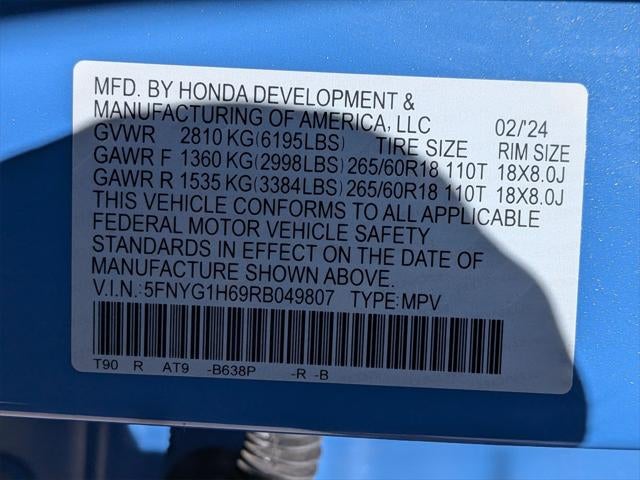 MFD. BY HONDA DEVELOPMENT &
MANUFACTURING OF AMERICA, LLC 02/'24
GVWR 2810 KG(6195LBS) TIRE SIZE RIM SIZE
GAWR F 1360 KG(2998LBS) 265/60R18 110T 18X8.0J
GAWR R 1535 KG(3384LBS) 265/60R18 110T 18X8.0J
THIS VEHICLE CONFORMS TO ALL APPLICABLE
FEDERAL MOTOR VEHICLE SAFETY
STANDARDS IN EFFECT ON THE DATE OF
MANUFACTURE SHOWN ABOVE.
V.I.N.:5FNYG1H69RB049807 TYPE:MPV
T90 R AT9 -B638P -R -B